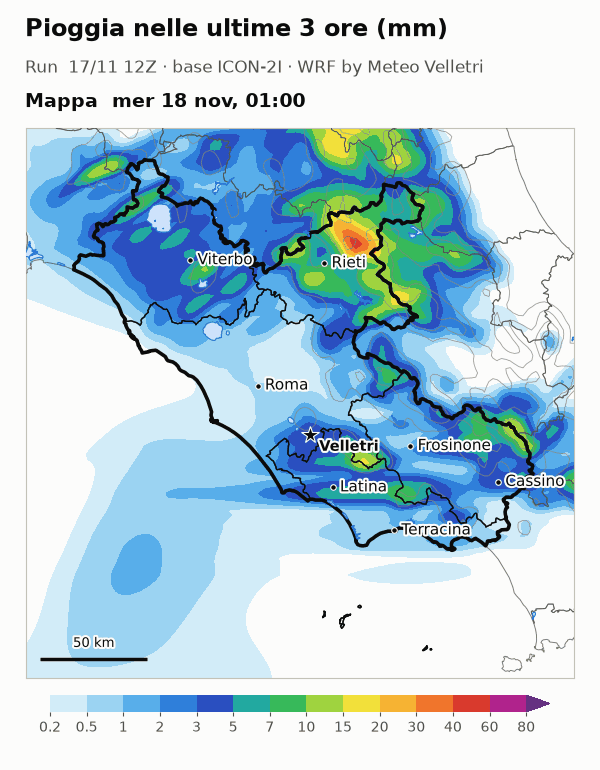 Pioggia nelle ultime 3 ore (mm)
Run  17/11 12Z · base ICON-2I · WRF by Meteo Velletri
Mappa  mer 18 nov, 01:00
Viterbo
Rieti
Roma
Velletri
Frosinone
Latina
Cassino
Terracina
50 km
0.2 0.5 1 2 3 5 7 10 15 20 30 40 60 80